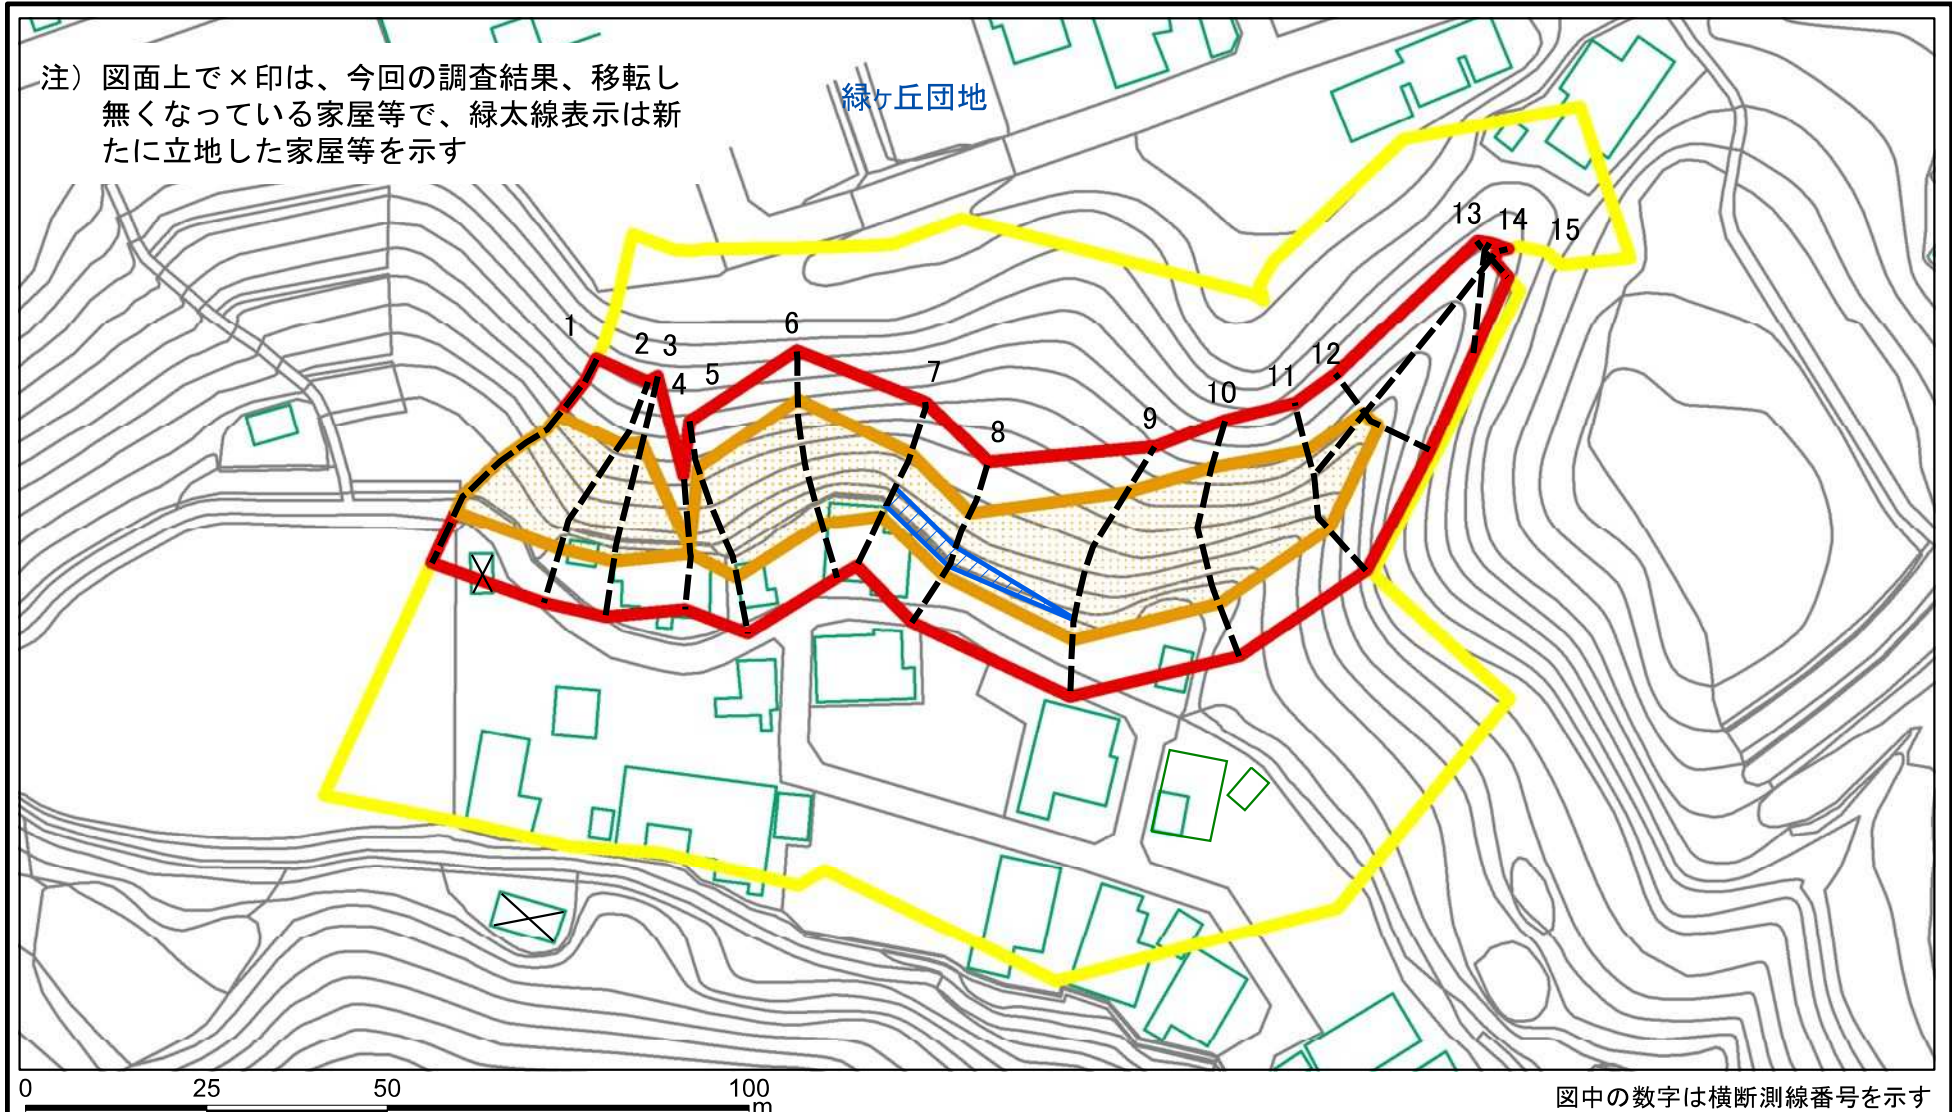 注）図面上で×印は、今回の調査結果、移転し
無くなっている家屋等で、緑太線表示は新
たに立地した家屋等を示す
緑ヶ丘団地
13
14
15
1
2
3
4
5
6
7
8
9
10
11
12
0 25 50 100
m
図中の数字は横断測線番号を示す